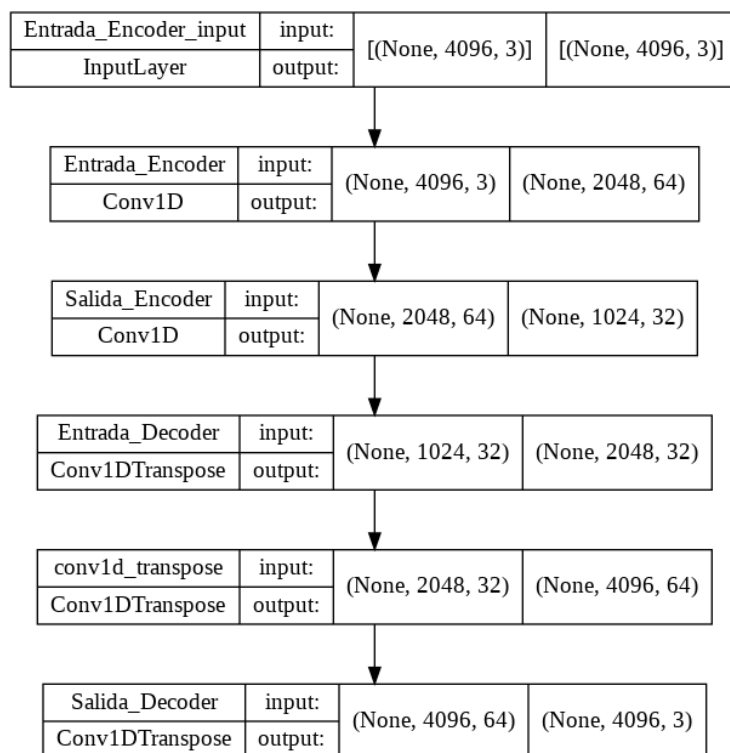 Entrada_Encoder_input input: [(None, 4096, 3)] [(None, 4096, 3)]
InputLayer output:
Entrada_Encoder input: (None, 4096, 3) (None, 2048, 64)
Conv1D output:
Salida_Encoder input: (None, 2048, 64) (None, 1024, 32)
Conv1D output:
Entrada_Decoder input: (None, 1024, 32) (None, 2048, 32)
Conv1DTranspose output:
conv1d_transpose input: (None, 2048, 32) (None, 4096, 64)
Conv1DTranspose output:
Salida_Decoder input: (None, 4096, 64) (None, 4096, 3)
Conv1DTranspose output: